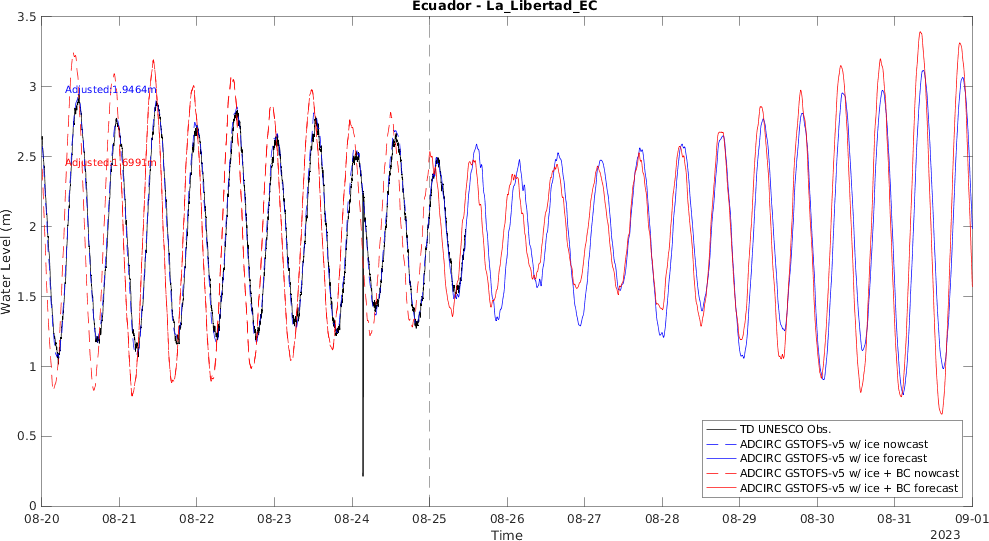 Ecuador - La_Libertad_EC
3.5
3
2.5
2
1.5
1
0.5
0
Water Level (m)
Adjusted:1.9464m
Adjusted:1.6991m
TD UNESCO Obs.
ADCIRC GSTOFS-v5 w/ ice nowcast
ADCIRC GSTOFS-v5 w/ ice forecast
ADCIRC GSTOFS-v5 w/ ice + BC nowcast
ADCIRC GSTOFS-v5 w/ ice + BC forecast
08-20 08-21 08-22 08-23 08-24 08-25 08-26 08-27 08-28 08-29 08-30 08-31 09-01
Time
2023